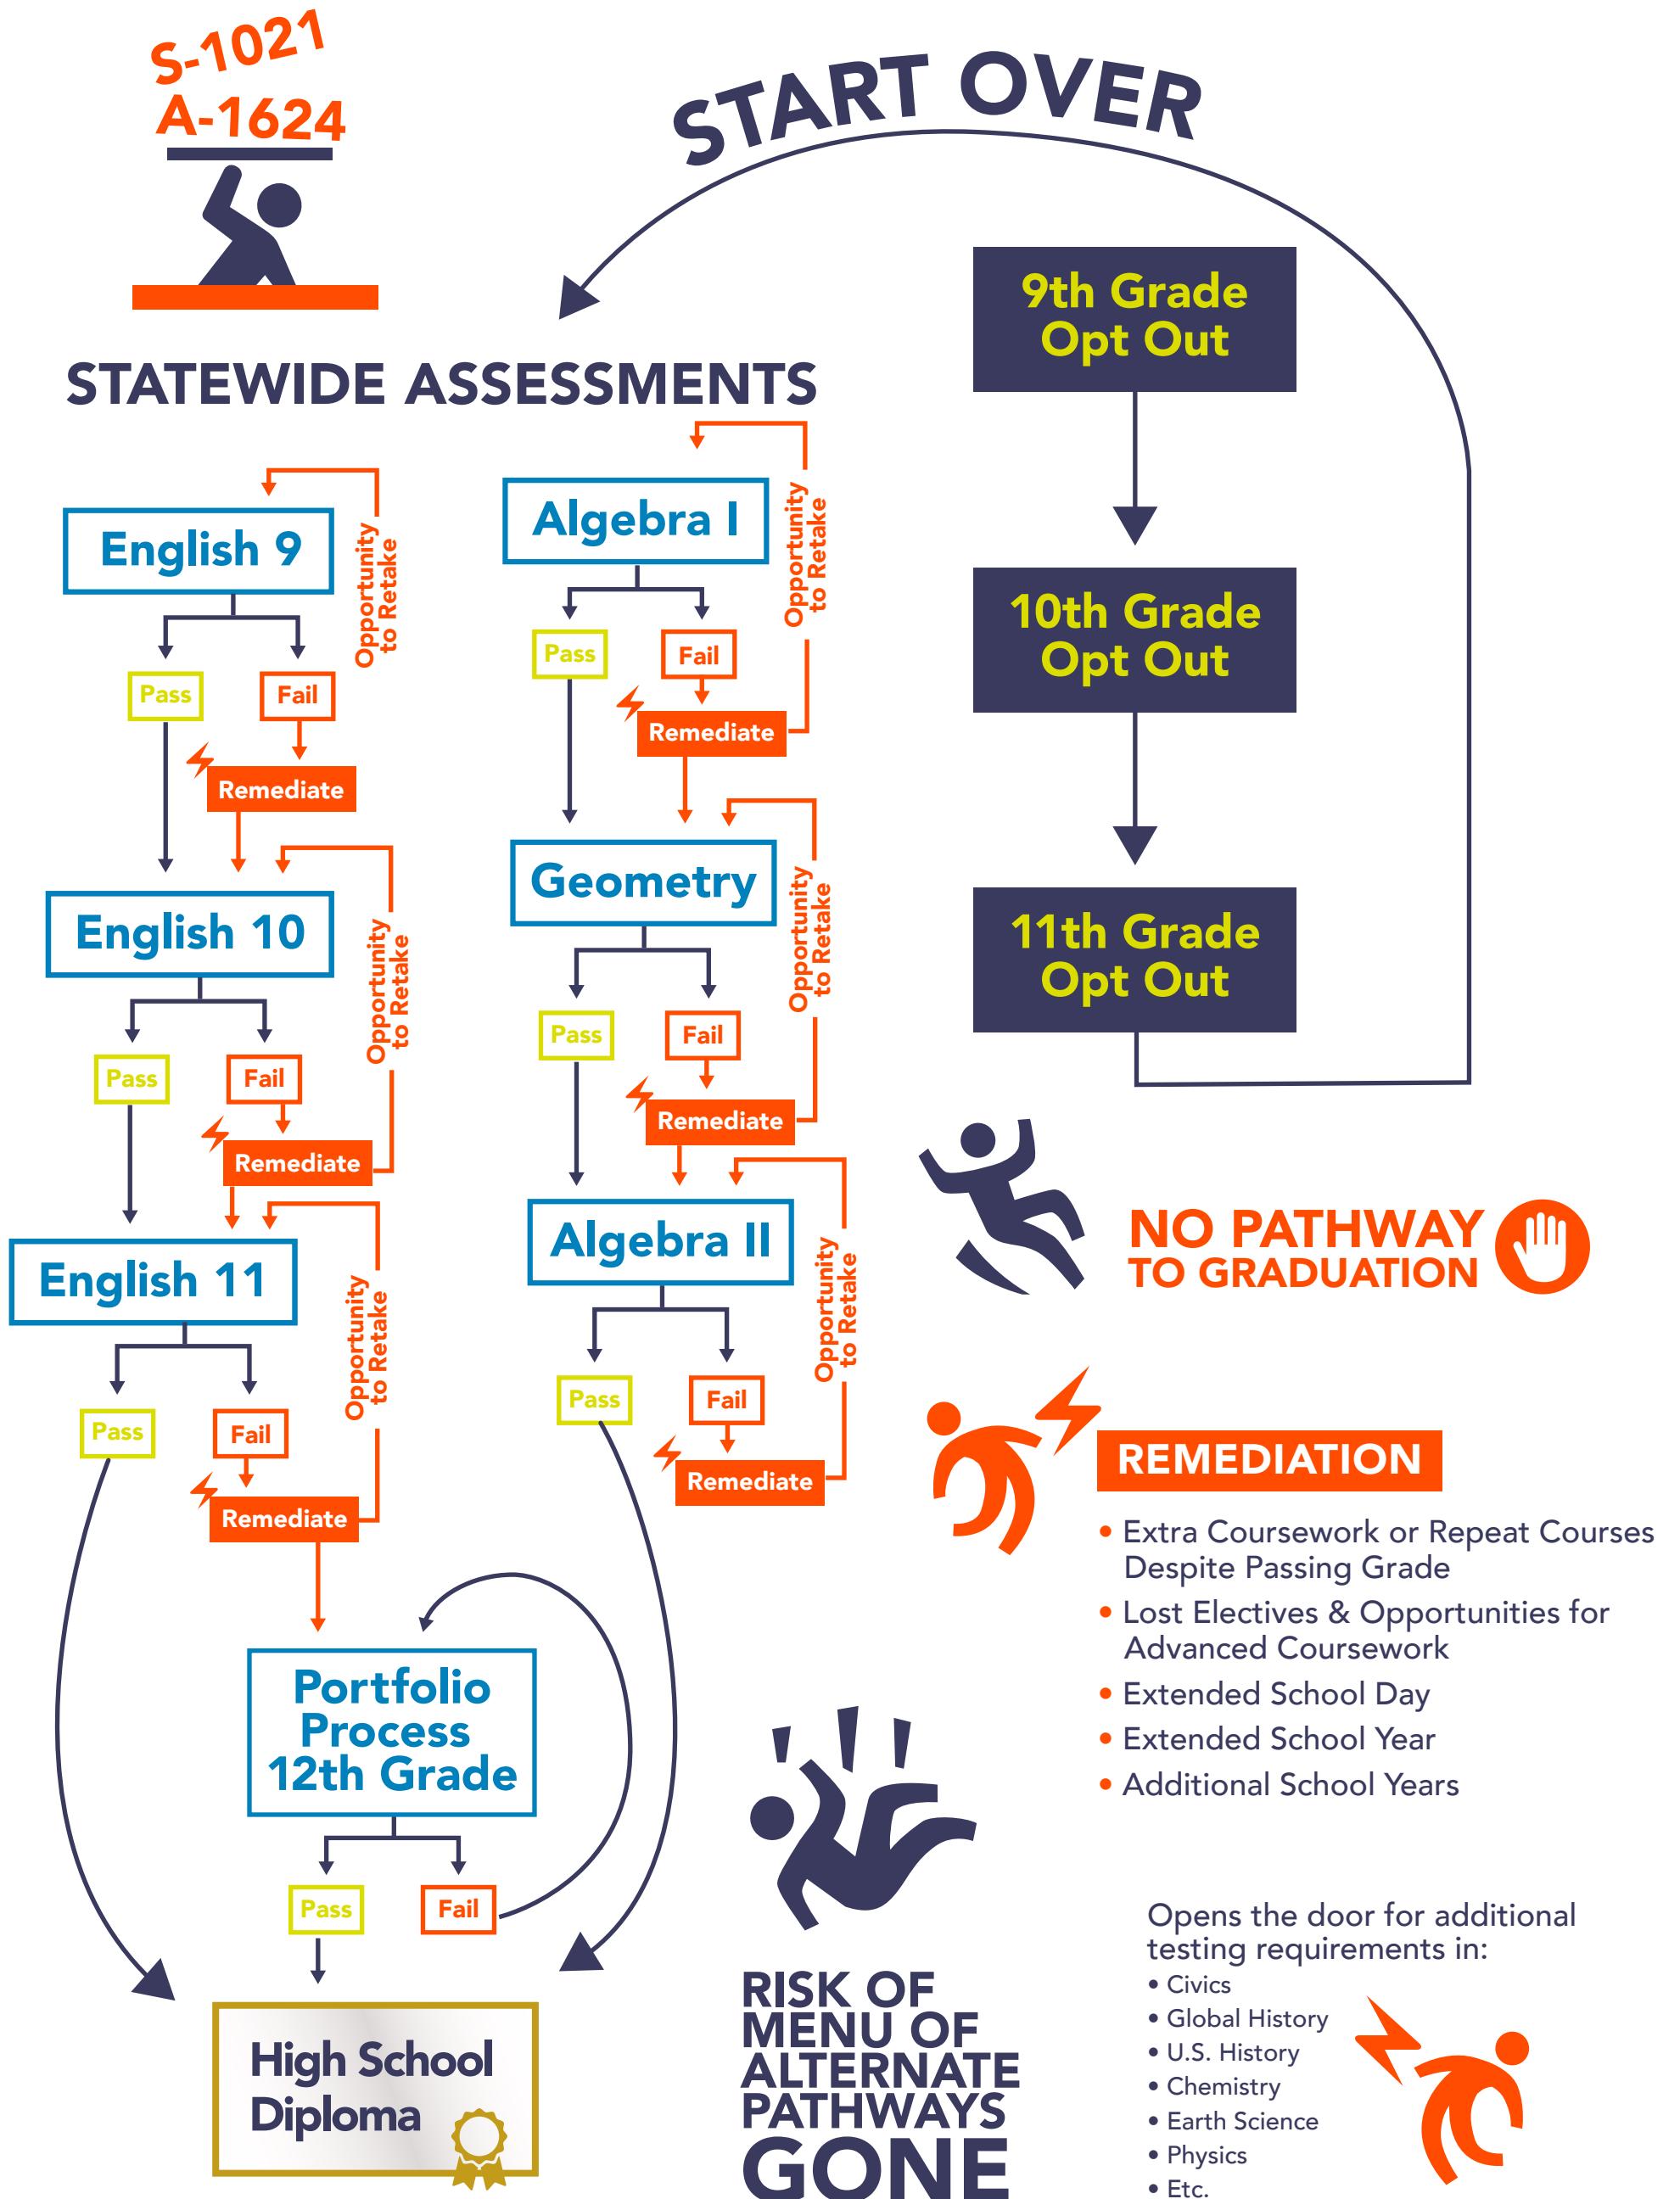 S-1021
A-1624
START OVER
STATEWIDE ASSESSMENTS
English 9
Opportunity
to Retake
Pass
Fail
Remediate
English 10
Opportunity
to Retake
Pass
Fail
Remediate
English 11
Opportunity
to Retake
Pass
Fail
Remediate
Algebra I
Opportunity
to Retake
Pass
Fail
Remediate
Geometry
Opportunity
to Retake
Pass
Fail
Remediate
Algebra II
Opportunity
to Retake
Pass
Fail
Remediate
Portfolio
Process
12th Grade
Pass
Fail
High School
Diploma
9th Grade
Opt Out
10th Grade
Opt Out
11th Grade
Opt Out
NO PATHWAY
TO GRADUATION
REMEDIATION
• Extra Coursework or Repeat Courses
Despite Passing Grade
• Lost Electives & Opportunities for
Advanced Coursework
• Extended School Day
• Extended School Year
• Additional School Years
RISK OF
MENU OF
ALTERNATE
PATHWAYS
GONE
Opens the door for additional
testing requirements in:
• Civics
• Global History
• U.S. History
• Chemistry
• Earth Science
• Physics
• Etc.